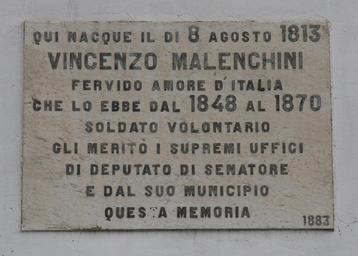 QUI NACQUE IL DI 8 AGOSTO 1813
VINCENZO MALENCHINI
FERVIDO AMORE D'ITALIA
CHE LO EBBE DAL 1848 AL 1870
SOLDATO VOLONTARIO
GLI MERITÒ I SUPREMI UFFICI
DI DEPUTATO DI SENATORE
E DAL SUO MUNICIPIO
QUESTA MEMORIA
1883